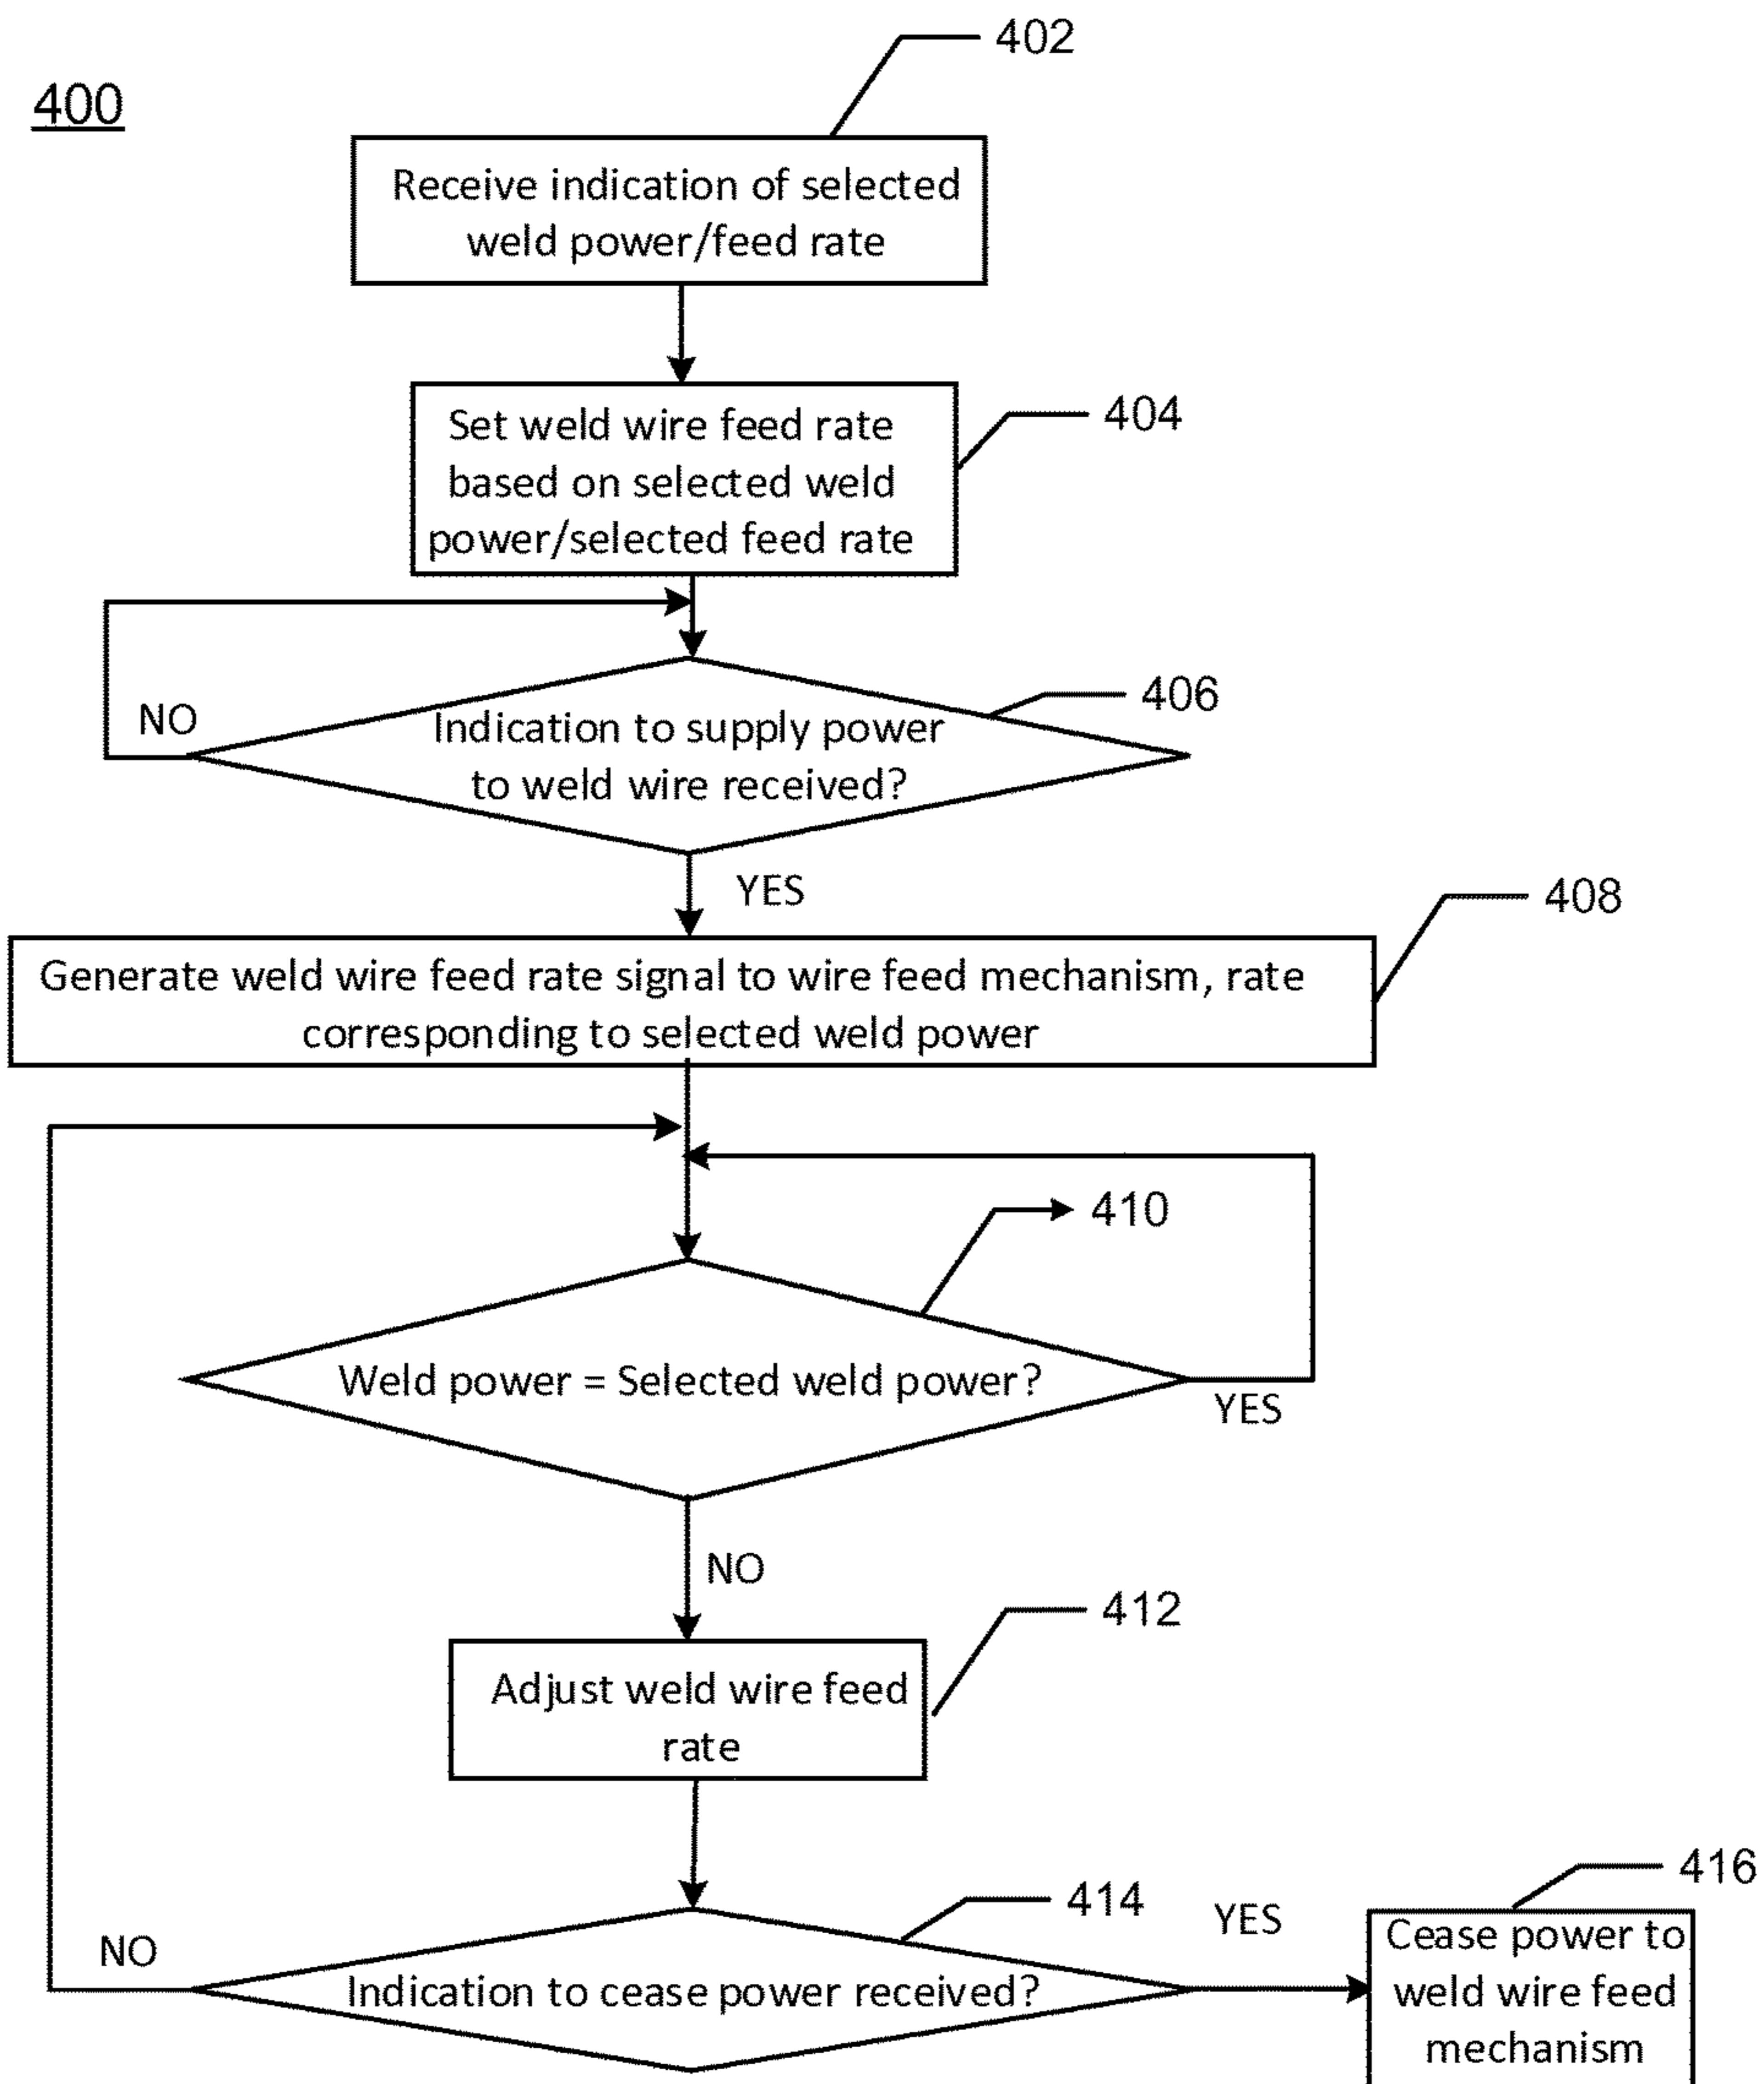 402
400
Receive indication of selected
weld power/feed rate
404
Set weld wire feed rate
based on selected weld
power/selected feed rate
406
NO
Indication to supply power
to weld wire received?
YES
408
Generate weld wire feed rate signal to wire feed mechanism, rate
corresponding to selected weld power
410
Weld power = Selected weld power?
YES
NO
412
Adjust weld wire feed
rate
414
416
YES
NO
Indication to cease power received?
Cease power to
weld wire feed
mechanism